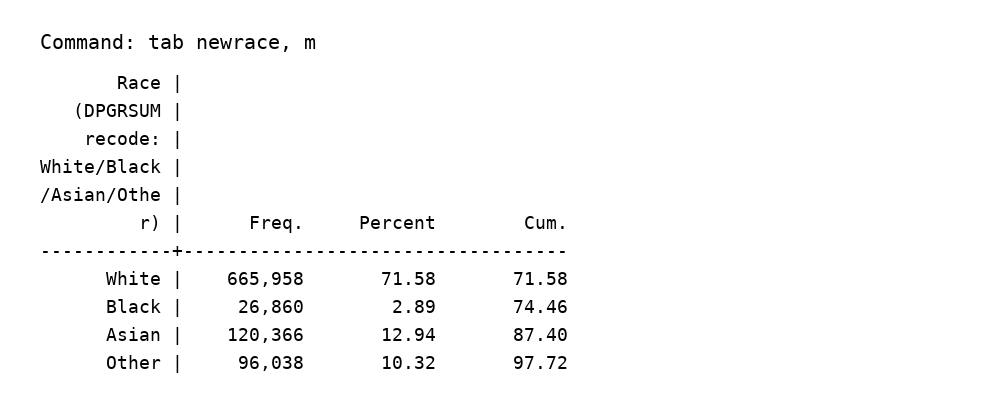 Command: tab newrace, m
       Race |
   (DPGRSUM |
    recode: |
White/Black |
/Asian/Othe |
         r) |      Freq.     Percent        Cum.
------------+-----------------------------------
      White |    665,958       71.58       71.58
      Black |     26,860        2.89       74.46
      Asian |    120,366       12.94       87.40
      Other |     96,038       10.32       97.72